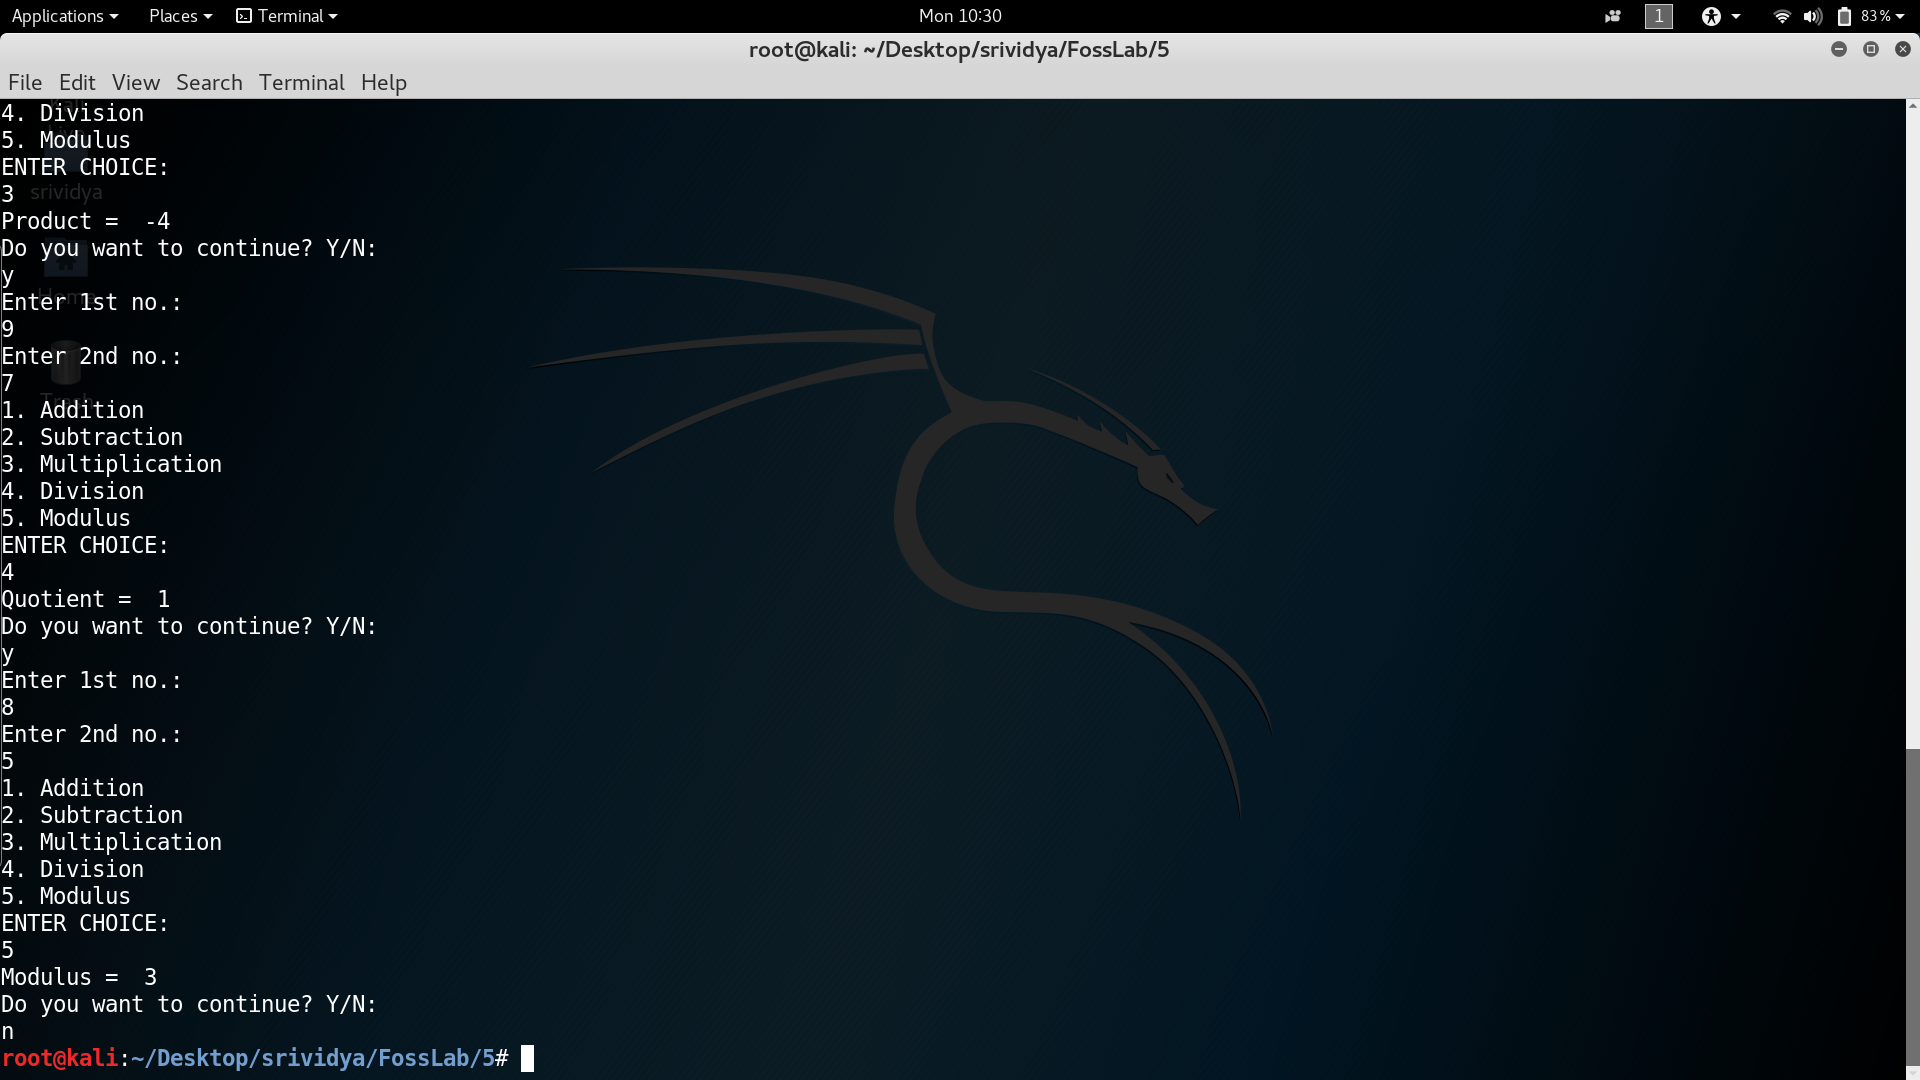 Applications Places Terminal Mon 10:30 1 83%
root@kali: ~/Desktop/srividya/FossLab/5
File Edit View Search Terminal Help
4. Division
5. Modulus
ENTER CHOICE:
3
srividya
Product =  -4
Do you want to continue? Y/N:
y
Home
Enter 1st no.:
9
Enter 2nd no.:
7
Trash
1. Addition
2. Subtraction
3. Multiplication
4. Division
5. Modulus
ENTER CHOICE:
4
Quotient =  1
Do you want to continue? Y/N:
y
Enter 1st no.:
8
Enter 2nd no.:
5
1. Addition
2. Subtraction
3. Multiplication
4. Division
5. Modulus
ENTER CHOICE:
5
Modulus =  3
Do you want to continue? Y/N:
n
root@kali:~/Desktop/srividya/FossLab/5#